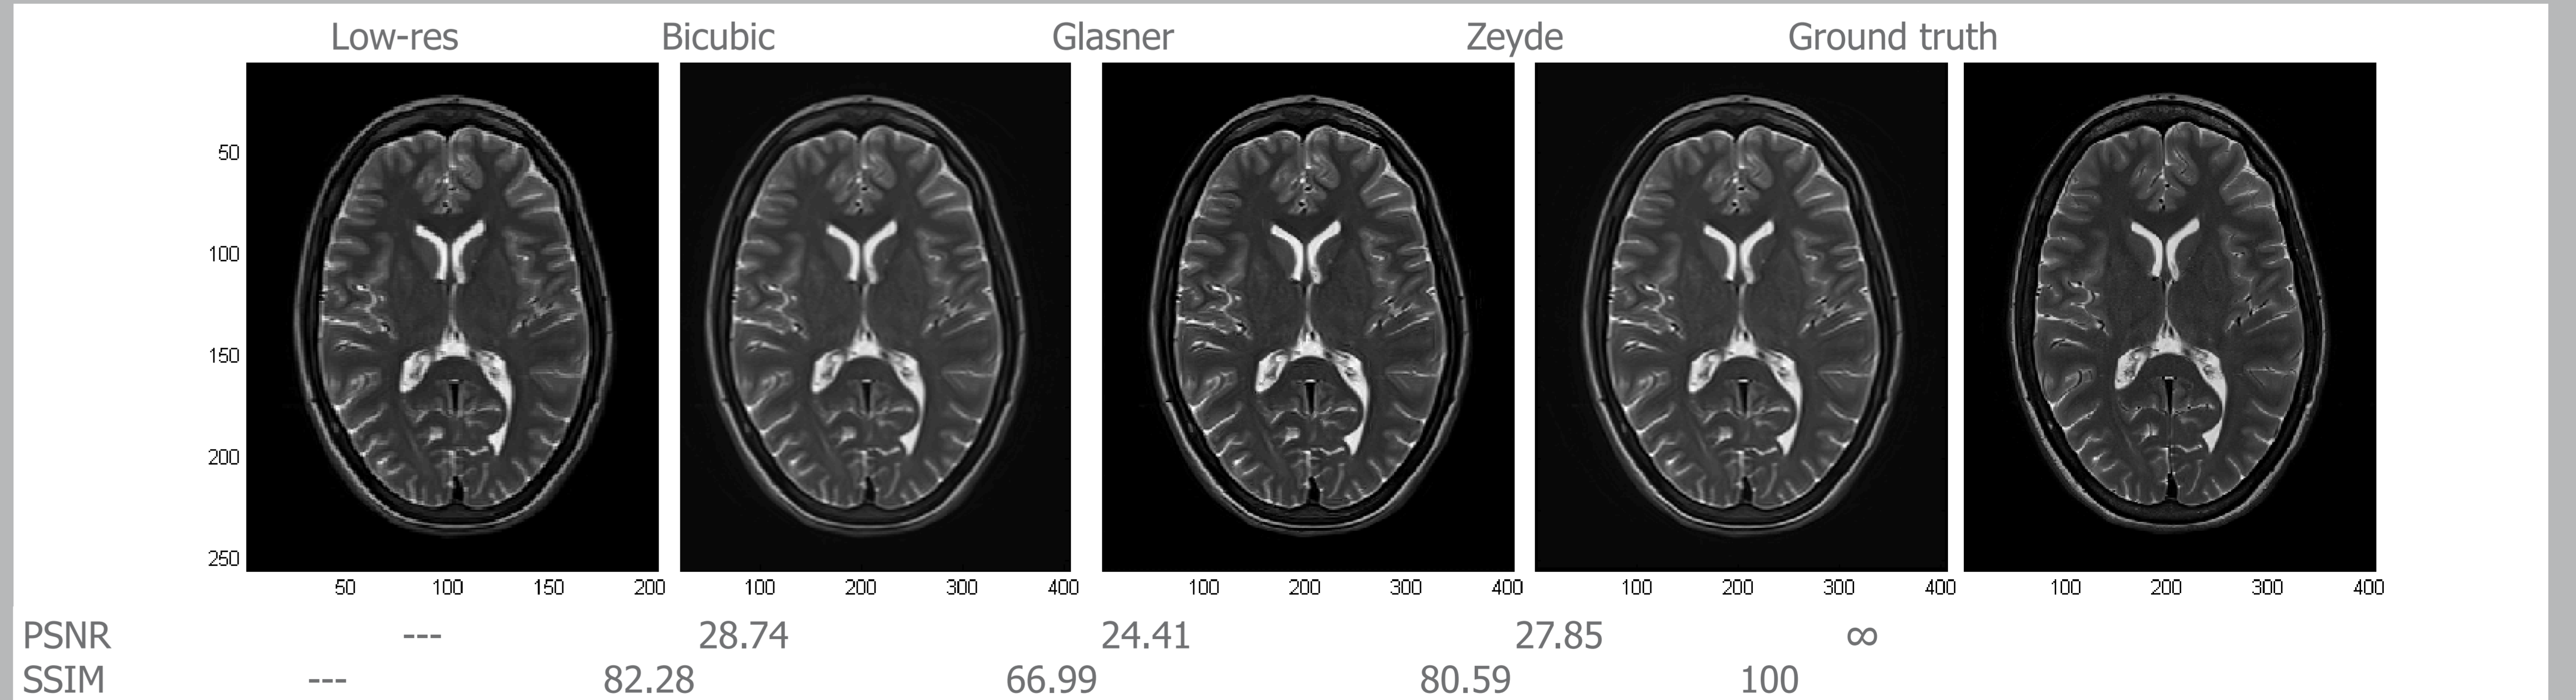 Low-res Bicubic Glasner Zeyde Ground truth
50
100
150
200
250
50 100 150 200 100 200 300 400 100 200 300 400 100 200 300 400 100 200 300 400
PSNR --- 28.74 24.41 27.85 ∞
SSIM --- 82.28 66.99 80.59 100